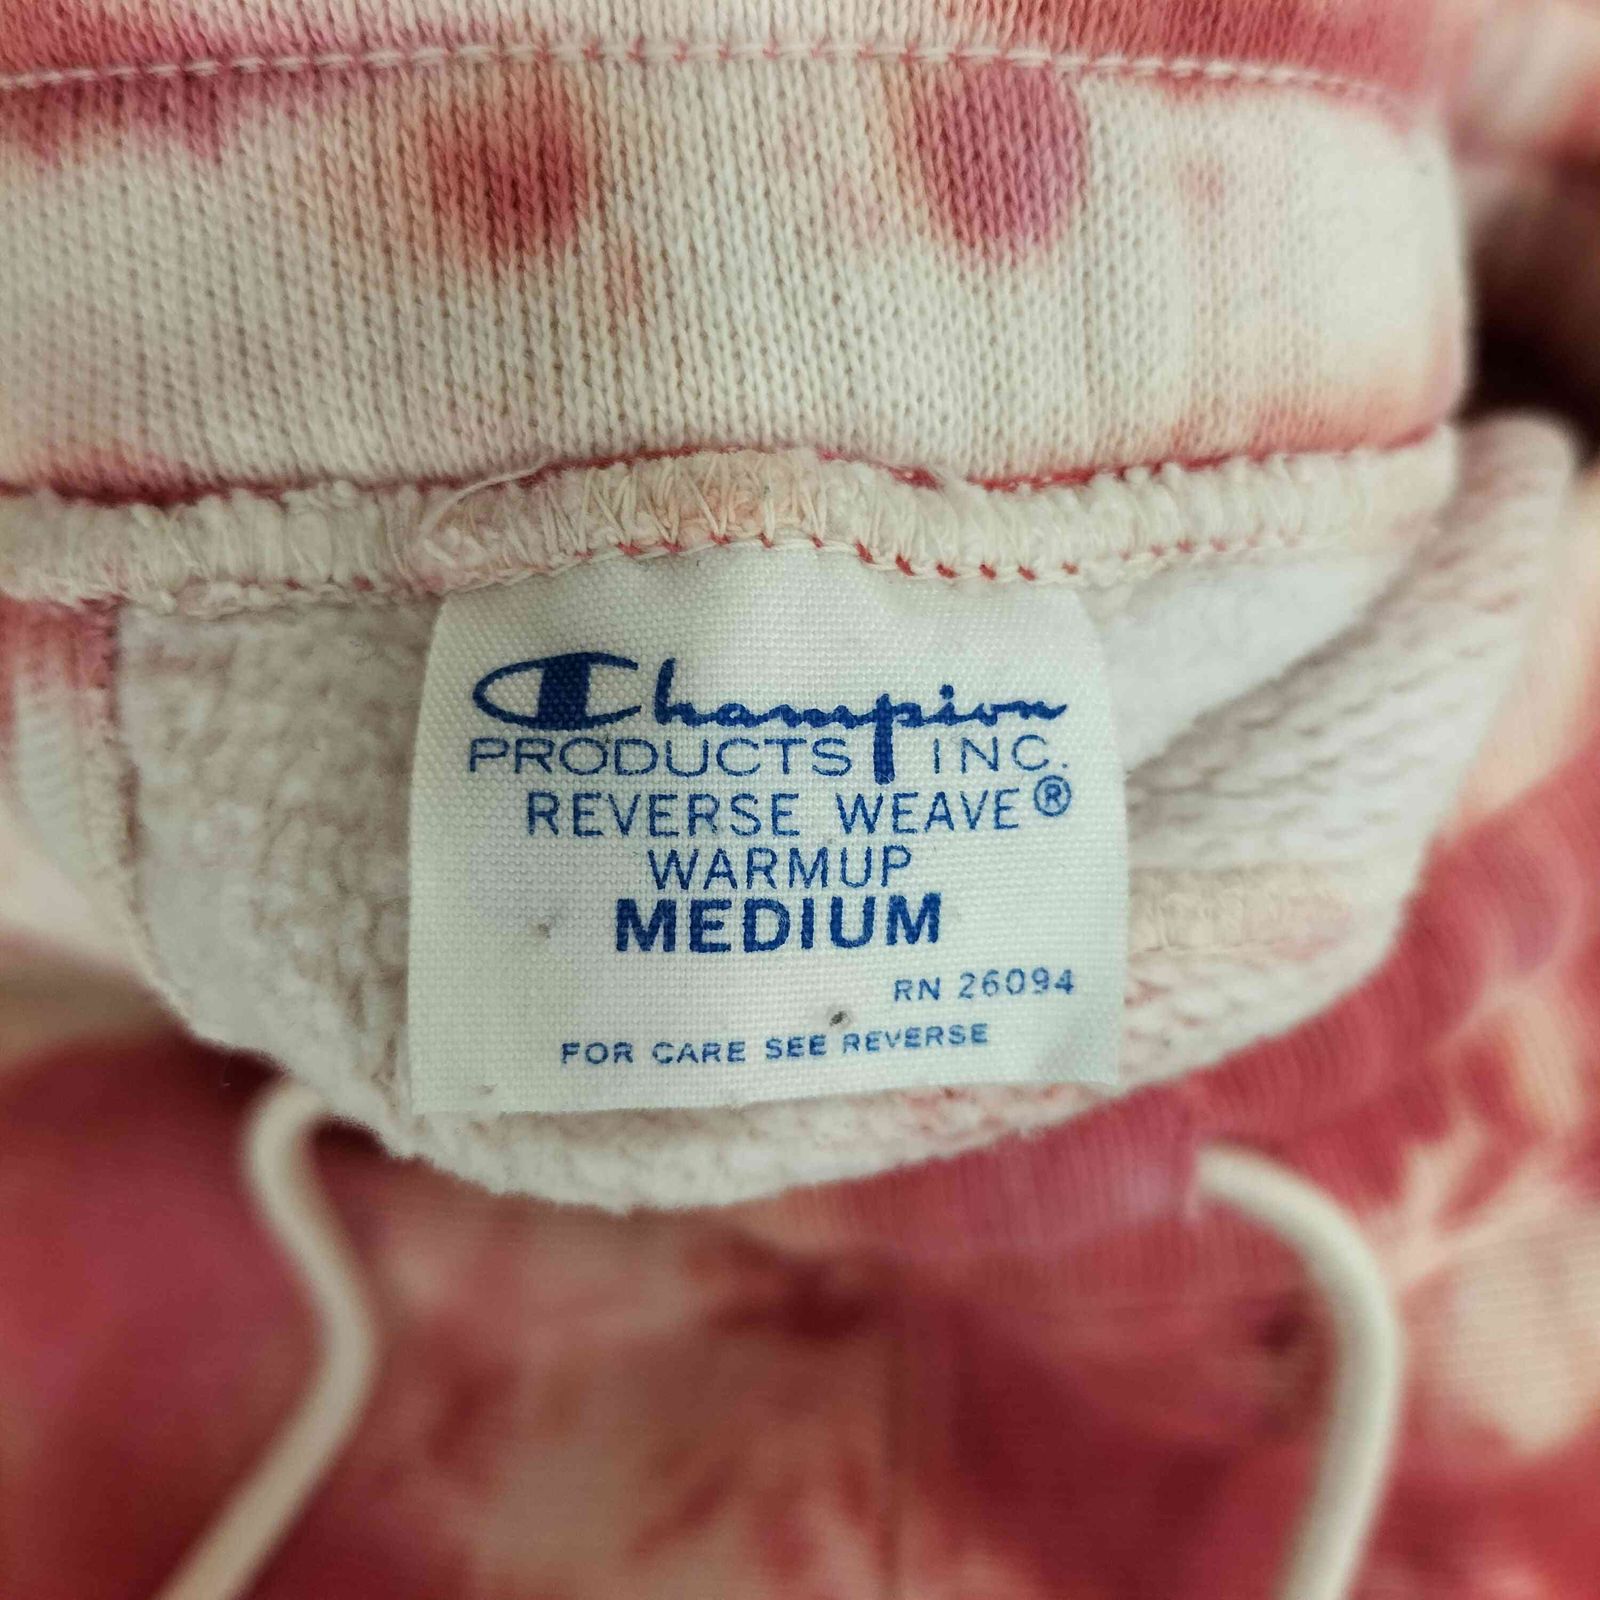 Champion
PRODUCTS INC.
REVERSE WEAVE®
WARMUP
MEDIUM
RN 26094
FOR CARE SEE REVERSE